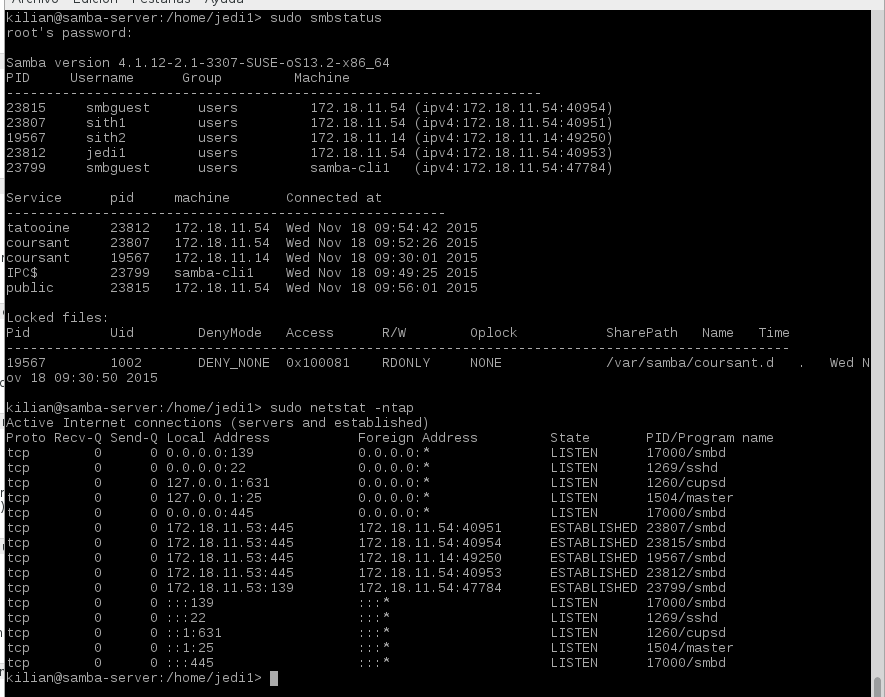 Archivo Edición Pestañas Ayuda
kilian@samba-server:/home/jedi1> sudo smbstatus
root's password:
Samba version 4.1.12-2.1-3307-SUSE-oS13.2-x86_64
PID     Username      Group         Machine
-------------------------------------------------------------------
23815     smbguest      users         172.18.11.54 (ipv4:172.18.11.54:40954)
23807     sith1         users         172.18.11.54 (ipv4:172.18.11.54:40951)
19567     sith2         users         172.18.11.14 (ipv4:172.18.11.14:49250)
23812     jedi1         users         172.18.11.54 (ipv4:172.18.11.54:40953)
23799     smbguest      users         samba-cli1   (ipv4:172.18.11.54:47784)
Service      pid     machine       Connected at
-------------------------------------------------------
tatooine     23812   172.18.11.54  Wed Nov 18 09:54:42 2015
coursant     23807   172.18.11.54  Wed Nov 18 09:52:26 2015
coursant     19567   172.18.11.14  Wed Nov 18 09:30:01 2015
IPC$         23799   samba-cli1    Wed Nov 18 09:49:25 2015
public       23815   172.18.11.54  Wed Nov 18 09:56:01 2015
Locked files:
Pid          Uid        DenyMode   Access      R/W        Oplock           SharePath   Name   Time
--------------------------------------------------------------------------------------------------
19567        1002       DENY_NONE  0x100081    RDONLY     NONE             /var/samba/coursant.d   .   Wed N
ov 18 09:30:50 2015
kilian@samba-server:/home/jedi1> sudo netstat -ntap
Active Internet connections (servers and established)
Proto Recv-Q Send-Q Local Address           Foreign Address         State       PID/Program name
tcp        0      0 0.0.0.0:139             0.0.0.0:*               LISTEN      17000/smbd
tcp        0      0 0.0.0.0:22              0.0.0.0:*               LISTEN      1269/sshd
tcp        0      0 127.0.0.1:631           0.0.0.0:*               LISTEN      1260/cupsd
tcp        0      0 127.0.0.1:25            0.0.0.0:*               LISTEN      1504/master
tcp        0      0 0.0.0.0:445             0.0.0.0:*               LISTEN      17000/smbd
tcp        0      0 172.18.11.53:445        172.18.11.54:40951      ESTABLISHED 23807/smbd
tcp        0      0 172.18.11.53:445        172.18.11.54:40954      ESTABLISHED 23815/smbd
tcp        0      0 172.18.11.53:445        172.18.11.14:49250      ESTABLISHED 19567/smbd
tcp        0      0 172.18.11.53:445        172.18.11.54:40953      ESTABLISHED 23812/smbd
tcp        0      0 172.18.11.53:139        172.18.11.54:47784      ESTABLISHED 23799/smbd
tcp        0      0 :::139                  :::*                    LISTEN      17000/smbd
tcp        0      0 :::22                   :::*                    LISTEN      1269/sshd
tcp        0      0 ::1:631                 :::*                    LISTEN      1260/cupsd
tcp        0      0 ::1:25                  :::*                    LISTEN      1504/master
tcp        0      0 :::445                  :::*                    LISTEN      17000/smbd
kilian@samba-server:/home/jedi1>